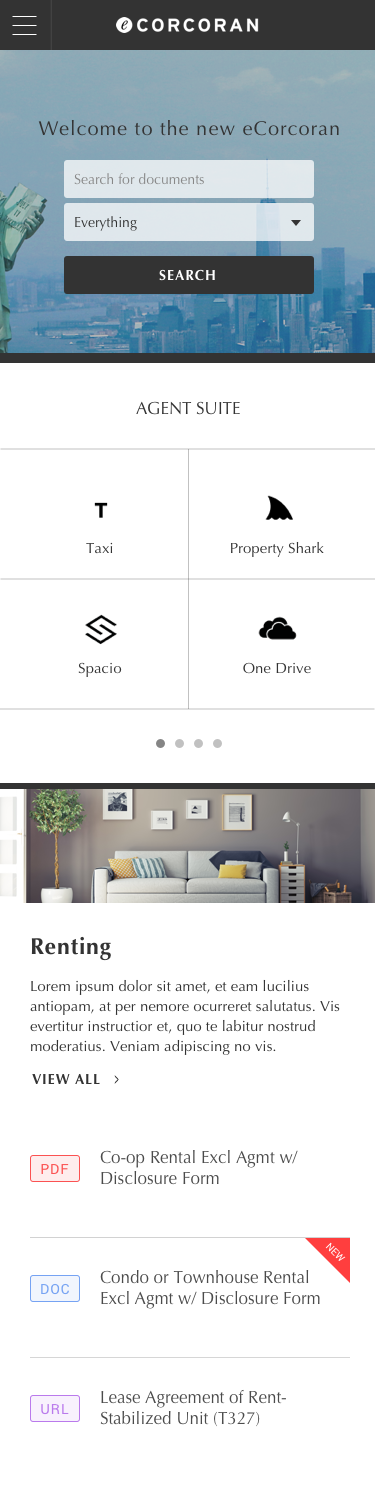 e CORCORAN
Welcome to the new eCorcoran
Search for documents
Everything
SEARCH
AGENT SUITE
T
Taxi
Property Shark
Spacio
One Drive
Renting
Lorem ipsum dolor sit amet, et eam lucilius
antiopam, at per nemore ocurreret salutatus. Vis
evertitur instructior et, quo te labitur nostrud
moderatius. Veniam adipiscing no vis.
VIEW ALL >
PDF
Co-op Rental Excl Agmt w/
Disclosure Form
NEW
DOC
Condo or Townhouse Rental
Excl Agmt w/ Disclosure Form
URL
Lease Agreement of Rent-
Stabilized Unit (T327)